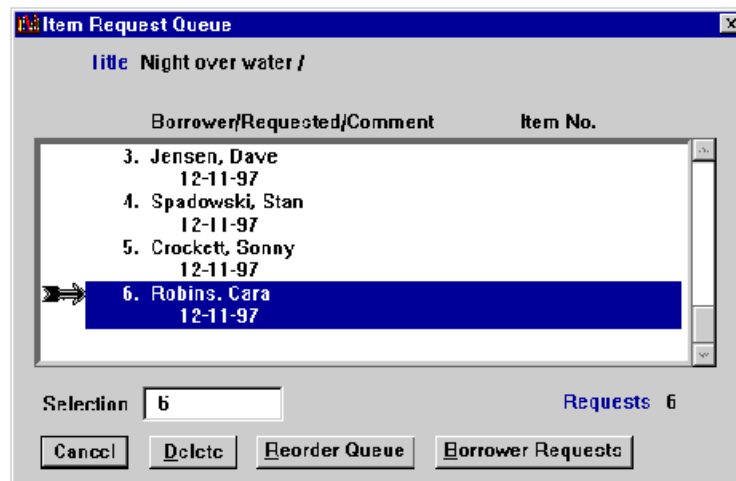 Item Request Queue
Title Night over water /
Borrower/Requested/Comment Item No.
3. Jensen, Dave
12-11-97
4. Spadowski, Stan
12-11-97
5. Crockett, Sonny
12-11-97
6. Robins, Cara
12-11-97
Selection 6 Requests 6
Cancel Delete Reorder Queue Borrower Requests